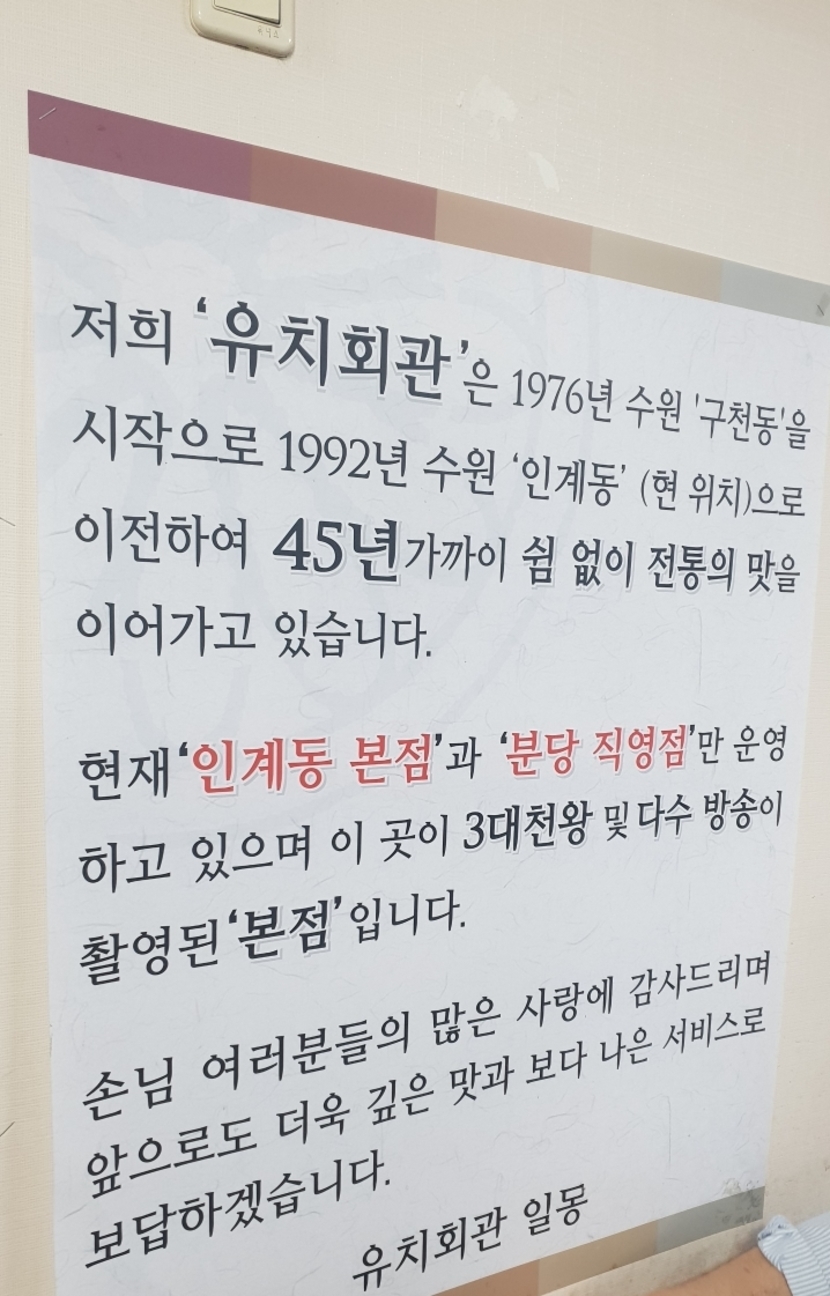 저희 '유치회관'은 1976년 수원 '구천동'을
시작으로 1992년 수원 '인계동' (현 위치)으로
이전하여 45년가까이 쉼 없이 전통의 맛을
이어가고 있습니다.
현재 '인계동 본점'과 '분당 직영점'만 운영
하고 있으며 이 곳이 3대천왕 및 다수 방송이
촬영된 '본점'입니다.
손님 여러분들의 많은 사랑에 감사드리며
앞으로도 더욱 깊은 맛과 보다 나은 서비스로
보답하겠습니다.
유치회관 일몽